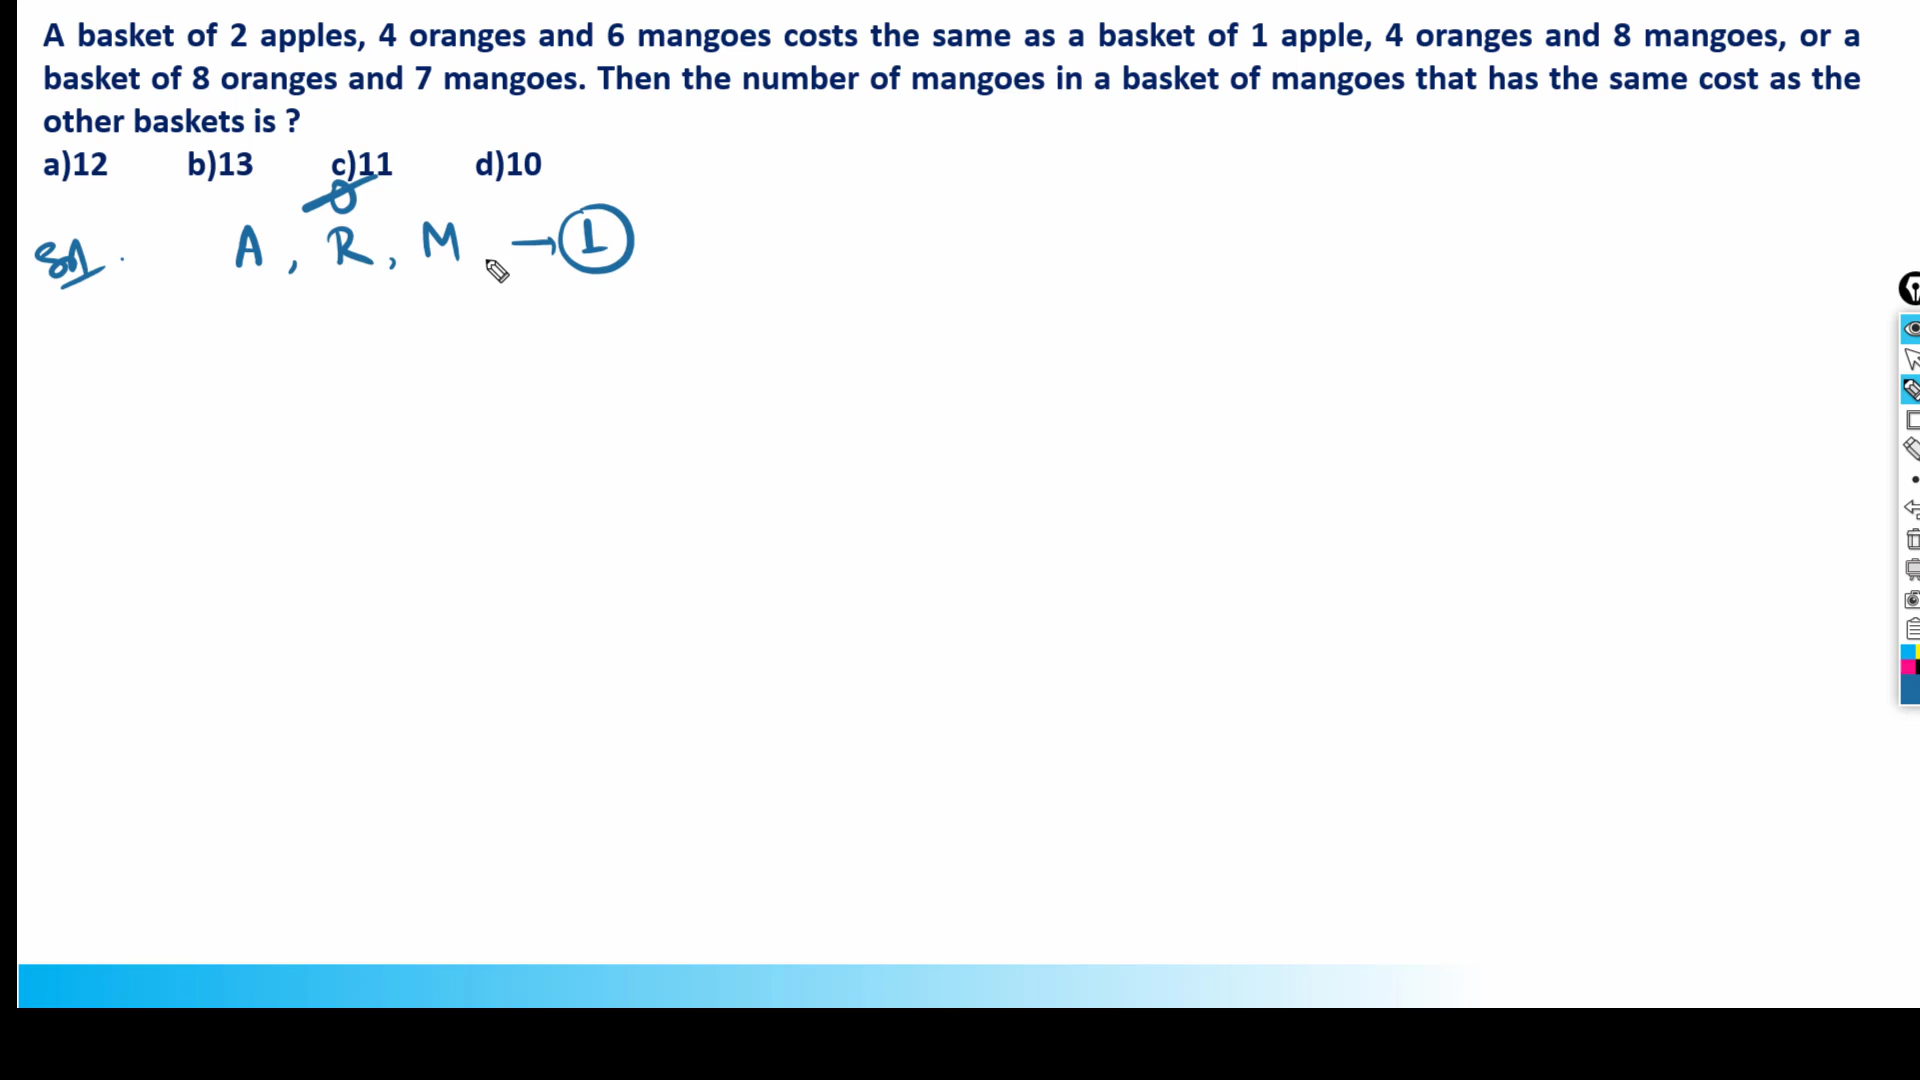 A basket of 2 apples, 4 oranges and 6 mangoes costs the same as a basket of 1 apple, 4 oranges and 8 mangoes, or a
basket of 8 oranges and 7 mangoes. Then the number of mangoes in a basket of mangoes that has the same cost as the
other baskets is ?
a)12 b)13 c)11 d)10
Sol. A , R , M → 1